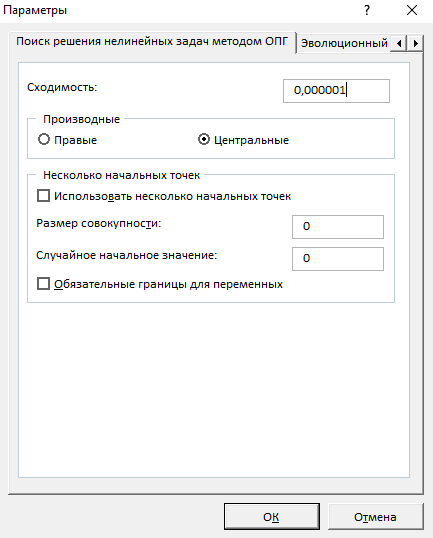 Параметры
?
Поиск решения нелинейных задач методом ОПГ
Эволюционный
Сходимость:
0,000001
Производные
Правые
Центральные
Несколько начальных точек
Использовать несколько начальных точек
Размер совокупности:
0
Случайное начальное значение:
0
Обязательные границы для переменных
ОК
Отмена